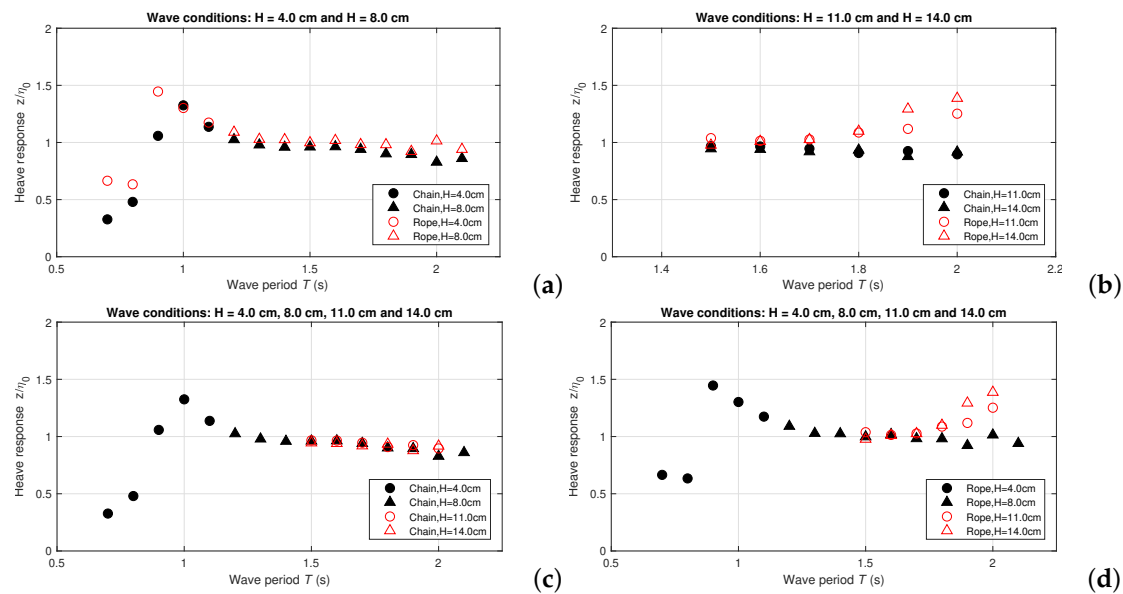 Wave conditions: H = 4.0 cm and H = 8.0 cm
2
1.5
1
0.5
0
Heave response z/η0
0.5
1
1.5
2
Wave period T (s)
Chain,H=4.0cm
Chain,H=8.0cm
Rope,H=4.0cm
Rope,H=8.0cm
(a)
Wave conditions: H = 11.0 cm and H = 14.0 cm
2
1.5
1
0.5
0
Heave response z/η0
1.4
1.6
1.8
2
2.2
Wave period T (s)
Chain,H=11.0cm
Chain,H=14.0cm
Rope,H=11.0cm
Rope,H=14.0cm
(b)
Wave conditions: H = 4.0 cm, 8.0 cm, 11.0 cm and 14.0 cm
2
1.5
1
0.5
0
Heave response z/η0
0.5
1
1.5
2
Wave period T (s)
Chain,H=4.0cm
Chain,H=8.0cm
Chain,H=11.0cm
Chain,H=14.0cm
(c)
Wave conditions: H = 4.0 cm, 8.0 cm, 11.0 cm and 14.0 cm
2
1.5
1
0.5
0
Heave response z/η0
0.5
1
1.5
2
Wave period T (s)
Rope,H=4.0cm
Rope,H=8.0cm
Rope,H=11.0cm
Rope,H=14.0cm
(d)